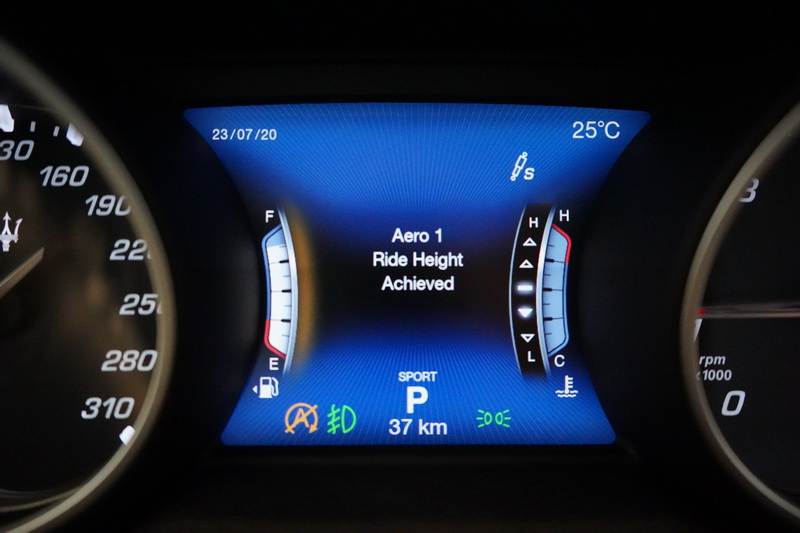 23/07/20
25°C
S
F
H
H
Aero 1
Ride Height
Achieved
E
L
C
SPORT
P
37 km
160
190
280
310
rpm
x1000
0